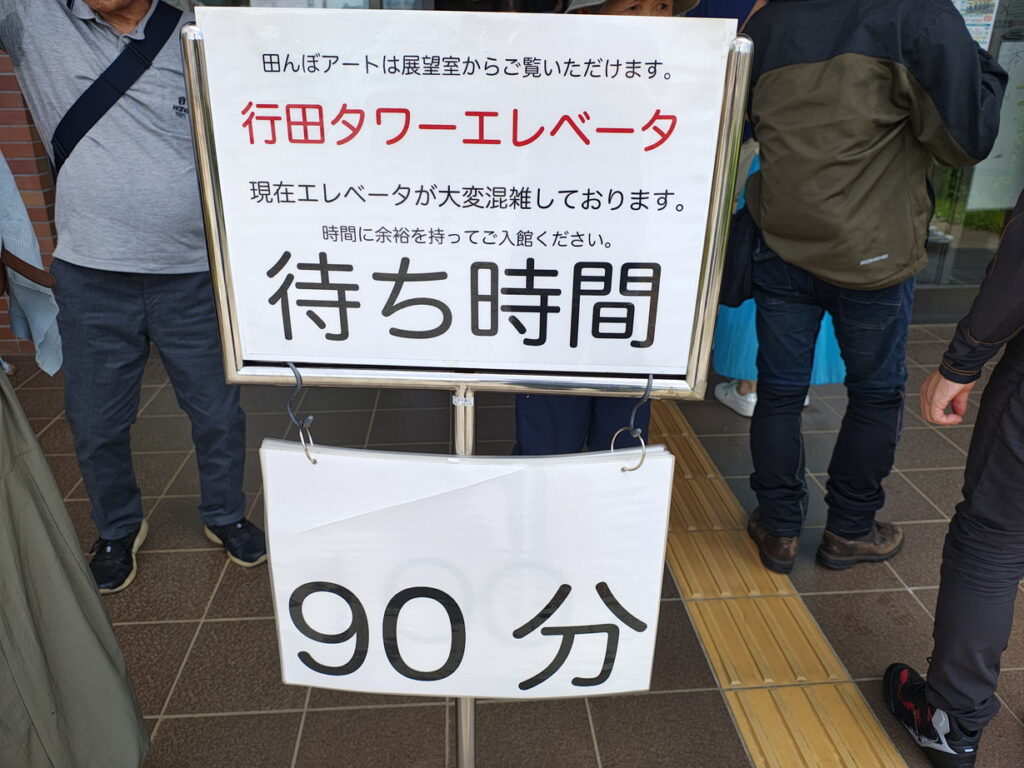 田んぼアートは展望室からご覧いただけます。
行田タワーエレベータ
現在エレベータが大変混雑しております。
時間に余裕を持ってご入館ください。
待ち時間
90分